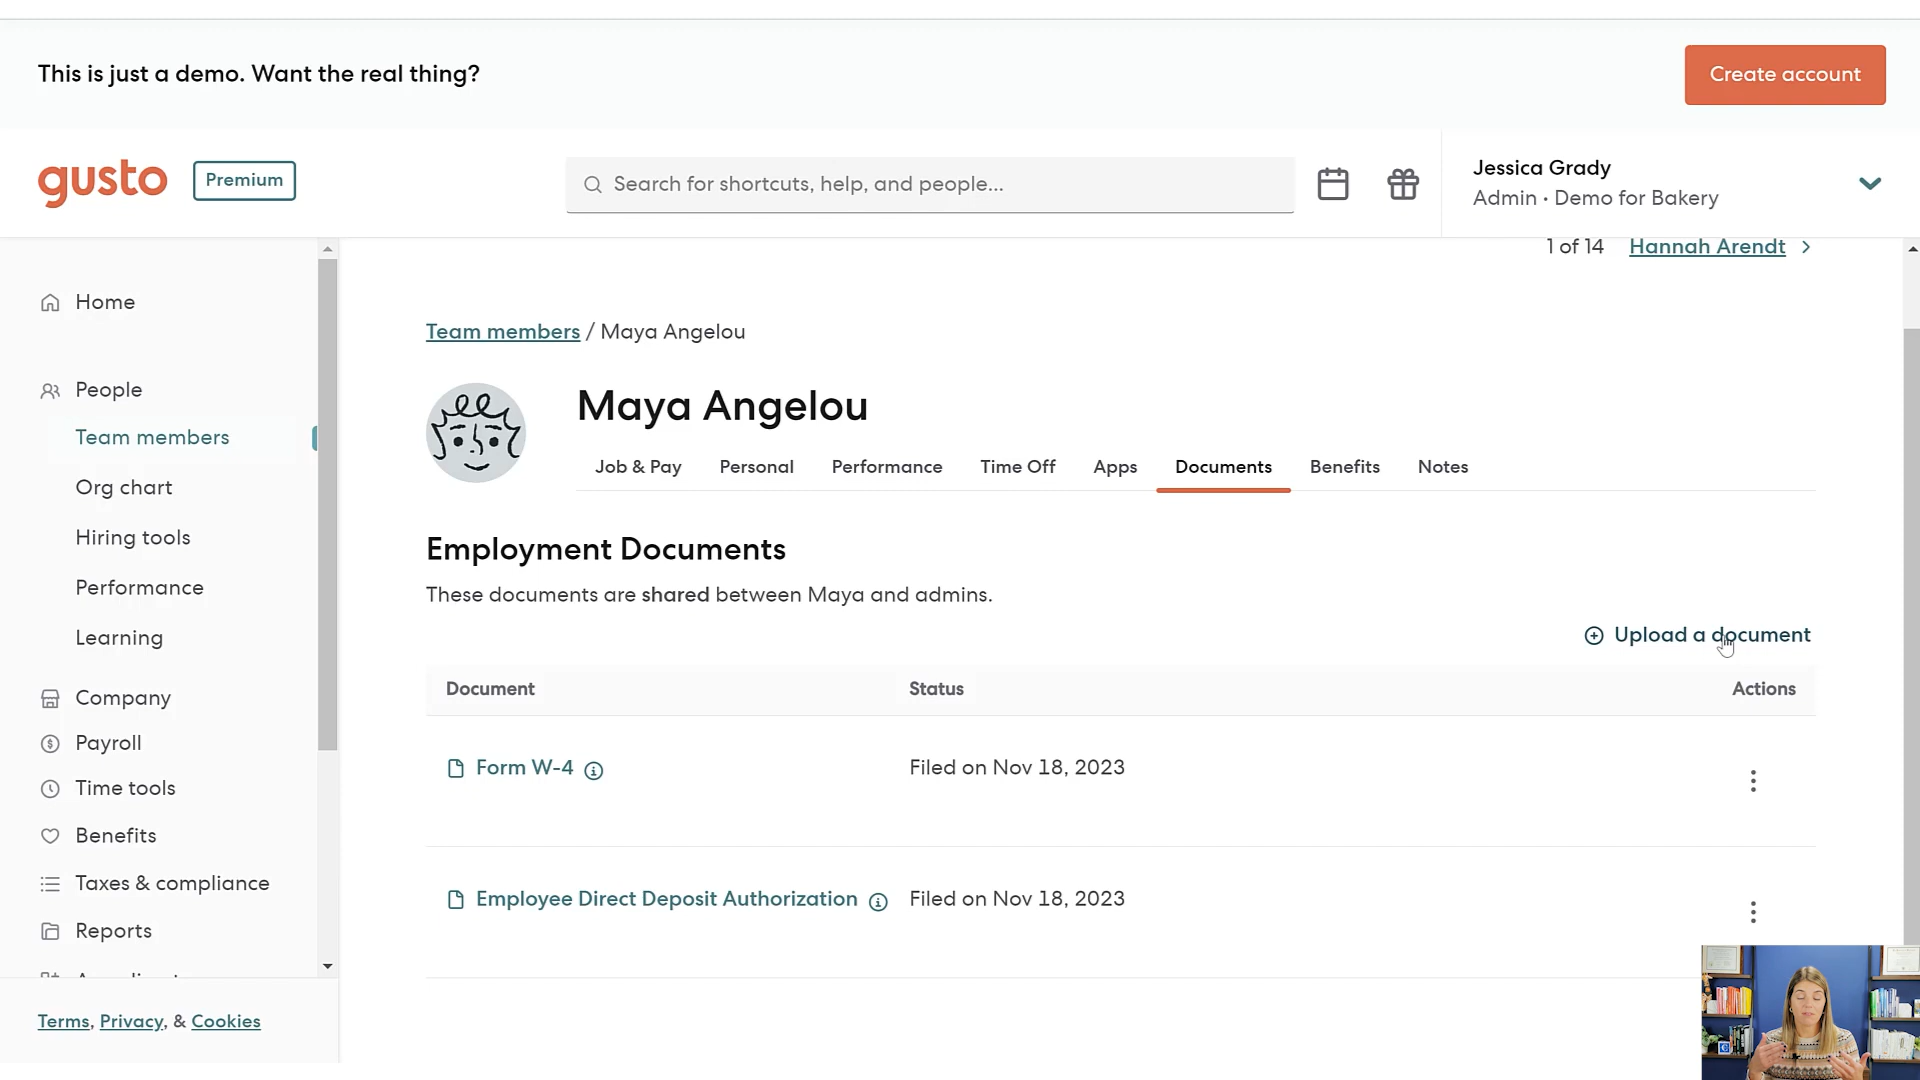 This is just a demo. Want the real thing?
Create account
gusto
Premium
Search for shortcuts, help, and people...
Jessica Grady
Admin • Demo for Bakery
1 of 14 Hannah Arendt
Home
People
Team members
Org chart
Hiring tools
Performance
Learning
Company
Payroll
Time tools
Benefits
Taxes & compliance
Reports
Terms, Privacy, & Cookies
Team members / Maya Angelou
Maya Angelou
Job & Pay Personal Performance Time Off Apps Documents Benefits Notes
Employment Documents
These documents are shared between Maya and admins.
Upload a document
Document Status Actions
Form W-4 Filed on Nov 18, 2023
Employee Direct Deposit Authorization Filed on Nov 18, 2023